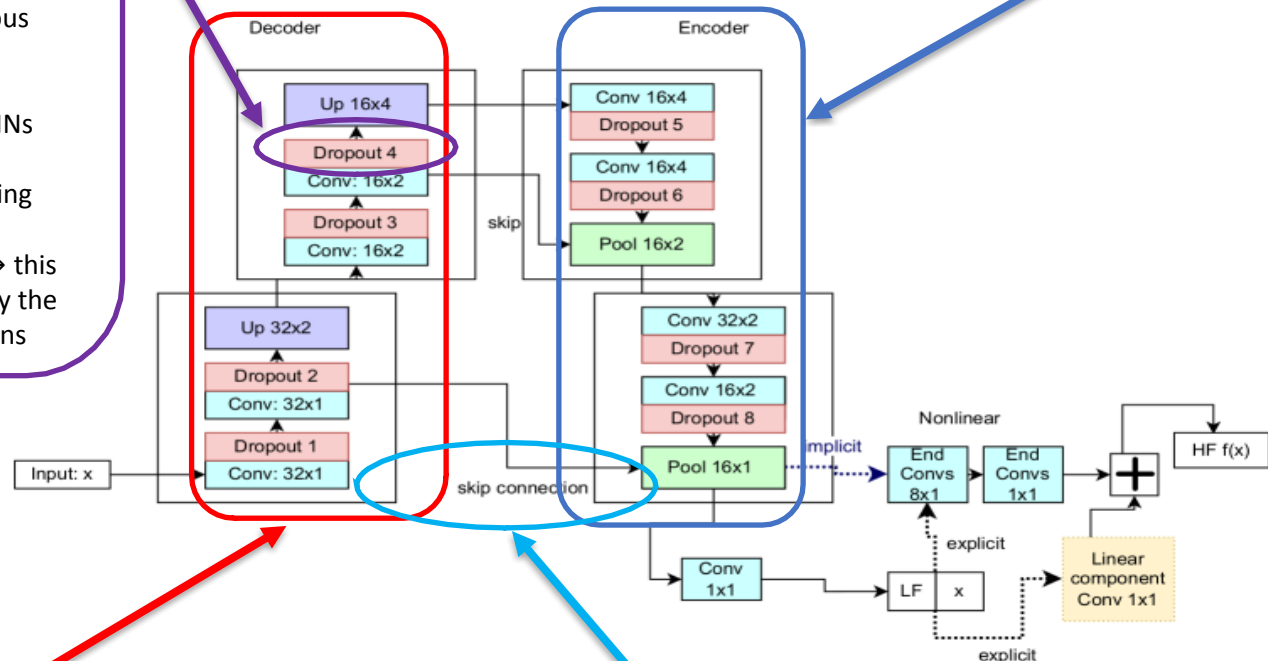 ous
NNs
ing
→ this
y the
ns
Decoder
Encoder
Up 16x4
Dropout 4
Conv: 16x2
Dropout 3
Conv: 16x2
Up 32x2
Dropout 2
Conv: 32x1
Dropout 1
Conv: 32x1
Input: x
skip
skip connection
Conv 16x4
Dropout 5
Conv 16x4
Dropout 6
Pool 16x2
Conv 32x2
Dropout 7
Conv 16x2
Dropout 8
Pool 16x1
implicit
Nonlinear
End
Convs
8x1
End
Convs
1x1
+
HF f(x)
explicit
Conv
1x1
LF
x
Linear
component
Conv 1x1
explicit